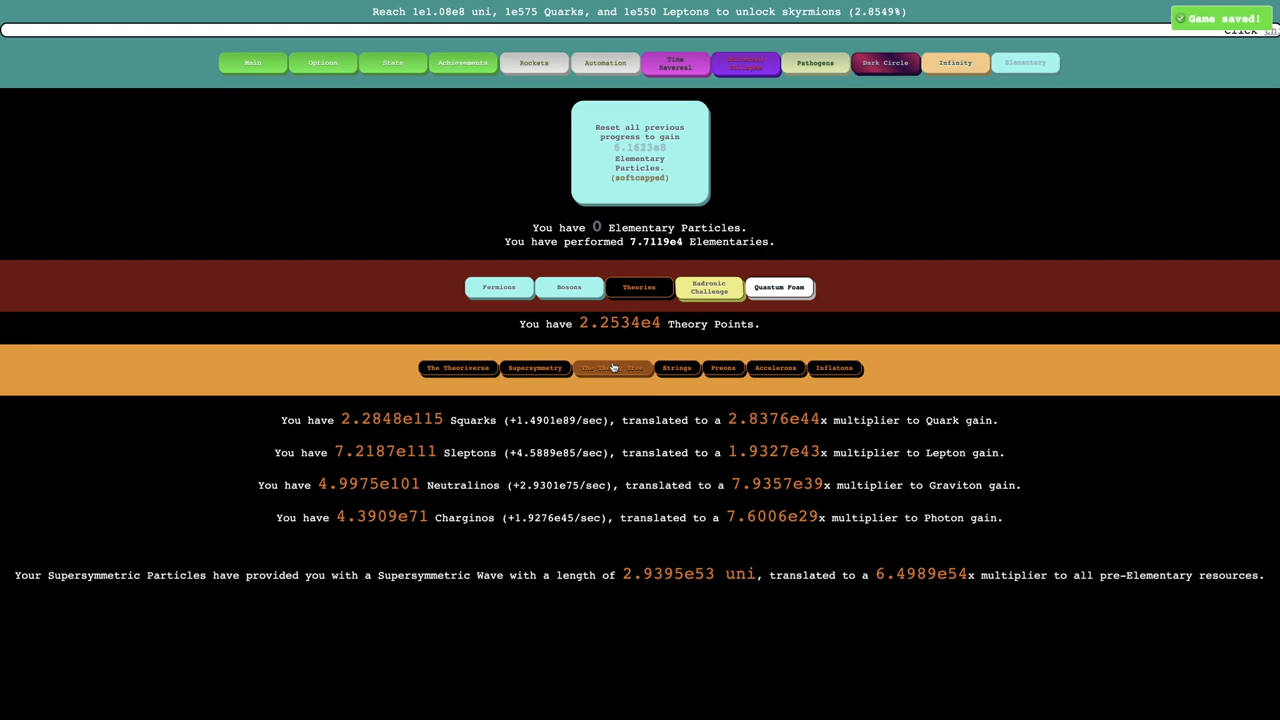 Reach 1e1.08e8 uni, 1e575 Quarks, and 1e550 Leptons to unlock skyrmions (2.8549%)
Game saved!
Click
Main
Options
Stats
Achievements
Rockets
Automation
Time
Reversal
Pathogens
Dark Circle
Infinity
Elementary
Reset all previous
progress to gain
6.1623e8
Elementary
Particles.
(softcapped)
You have 0 Elementary Particles.
You have performed 7.7119e4 Elementaries.
Fermions
Bosons
Theories
Hadronic
Challenge
Quantum Foam
You have 2.2534e4 Theory Points.
The Theoriverse
Supersymmetry
The Tree
Strings
Preons
Accelerons
Inflatons
You have 2.2848e115 Squarks (+1.4901e89/sec), translated to a 2.8376e44x multiplier to Quark gain.
You have 7.2187e111 Sleptons (+4.5889e85/sec), translated to a 1.9327e43x multiplier to Lepton gain.
You have 4.9975e101 Neutralinos (+2.9301e75/sec), translated to a 7.9357e39x multiplier to Graviton gain.
You have 4.3909e71 Charginos (+1.9276e45/sec), translated to a 7.6006e29x multiplier to Photon gain.
Your Supersymmetric Particles have provided you with a Supersymmetric Wave with a length of 2.9395e53 uni, translated to a 6.4989e54x multiplier to all pre-Elementary resources.